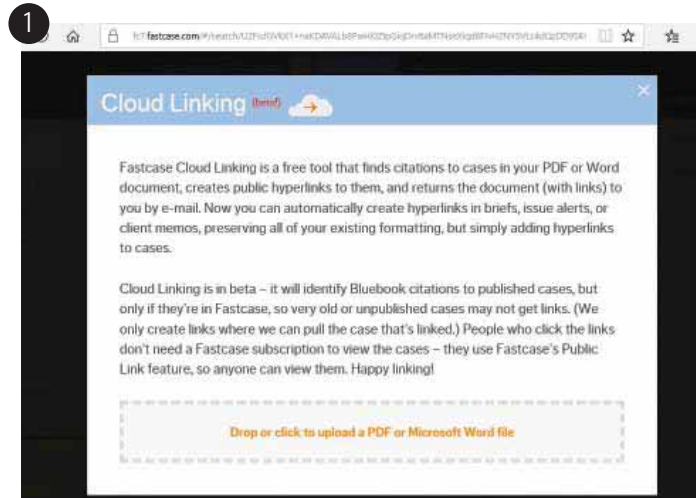 1
fastcase.com
Cloud Linking (beta!)
Fastcase Cloud Linking is a free tool that finds citations to cases in your PDF or Word
document, creates public hyperlinks to them, and returns the document (with links) to
you by e-mail. Now you can automatically create hyperlinks in briefs, issue alerts, or
client memos, preserving all of your existing formatting, but simply adding hyperlinks
to cases.
Cloud Linking is in beta – it will identify Bluebook citations to published cases, but
only if they're in Fastcase, so very old or unpublished cases may not get links. (We
only create links where we can pull the case that's linked.) People who click the links
don't need a Fastcase subscription to view the cases – they use Fastcase's Public
Link feature, so anyone can view them. Happy linking!
Drop or click to upload a PDF or Microsoft Word file